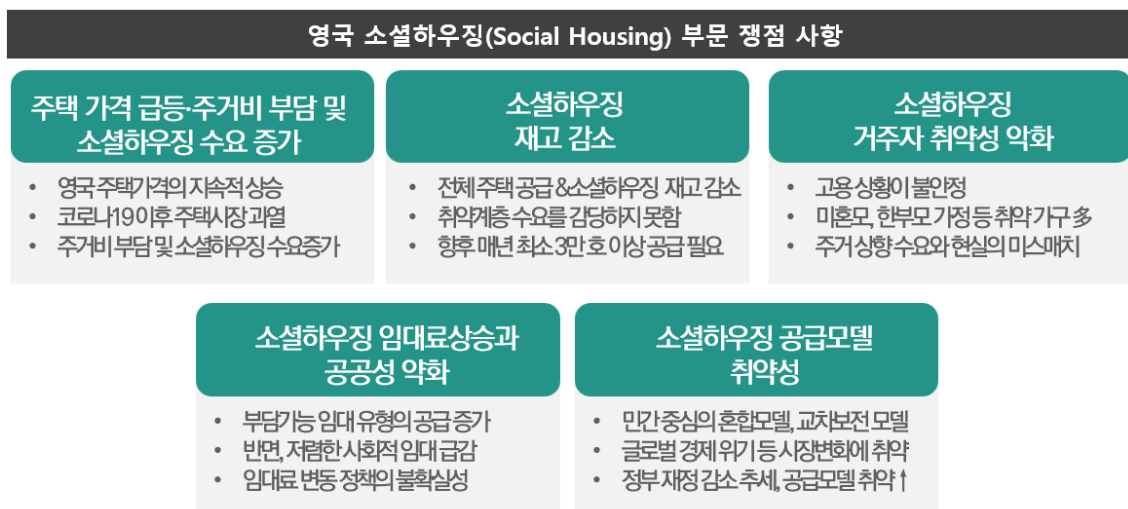 영국 소셜하우징(Social Housing) 부문 쟁점 사항
주택 가격 급등·주거비 부담 및
소셜하우징 수요 증가
• 영국 주택가격의 지속적 상승
• 코로나19 이후 주택시장 과열
• 주거비 부담 및 소셜하우징 수요증가
소셜하우징
재고 감소
• 전체 주택 공급 & 소셜하우징 재고 감소
• 취약계층 수요를 감당하지 못함
• 향후 매년 최소 3만 호 이상 공급 필요
소셜하우징
거주자 취약성 악화
• 고용 상황이 불안정
• 미혼모, 한부모 가정 등 취약 가구 多
• 주거 상향 수요와 현실의 미스매치
소셜하우징 임대료상승과
공공성 약화
• 부담가능 임대 유형의 공급 증가
• 반면, 저렴한 사회적 임대 급감
• 임대료 변동 정책의 불확실성
소셜하우징 공급모델
취약성
• 민간 중심의 혼합모델, 교차보전 모델
• 글로벌 경제 위기 등 시장변화에 취약
• 정부 재정 감소 추세, 공급모델 취약↑